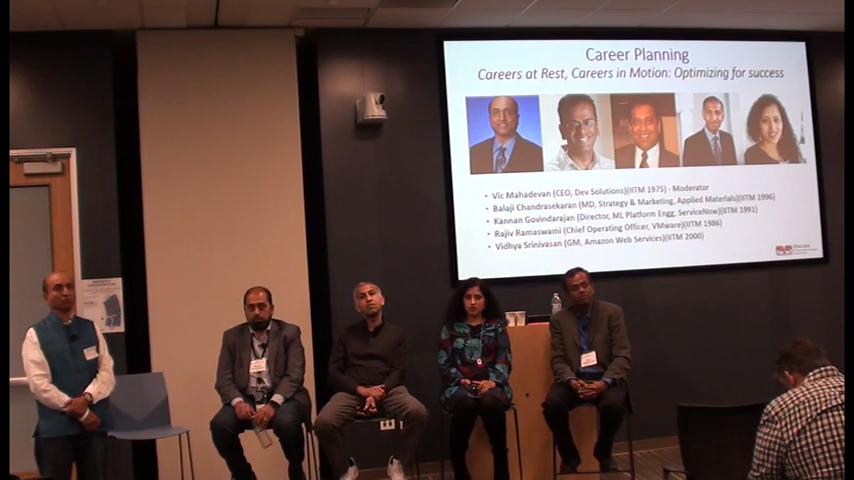 Career Planning
Careers at Rest, Careers in Motion: Optimizing for success
• Vic Mahadevan (CEO, Dev Solutions)(IITM 1975) - Moderator
• Balaji Chandrasekaran (MD, Strategy & Marketing, Applied Materials)(IITM 1996)
• Kannan Govindarajan (Director, ML Platform Engg, ServiceNow)(IITM 1991)
• Rajiv Ramaswami (Chief Operating Officer, VMware)(IITM 1986)
• Vidhya Srinivasan (GM, Amazon Web Services)(IITM 2000)